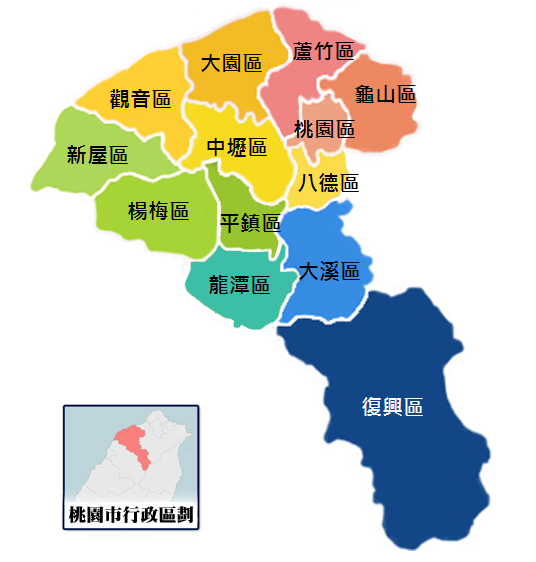 蘆竹區
大園區
龜山區
觀音區
桃園區
中壢區
新屋區
八德區
楊梅區
平鎮區
大溪區
龍潭區
復興區
桃園市行政區劃